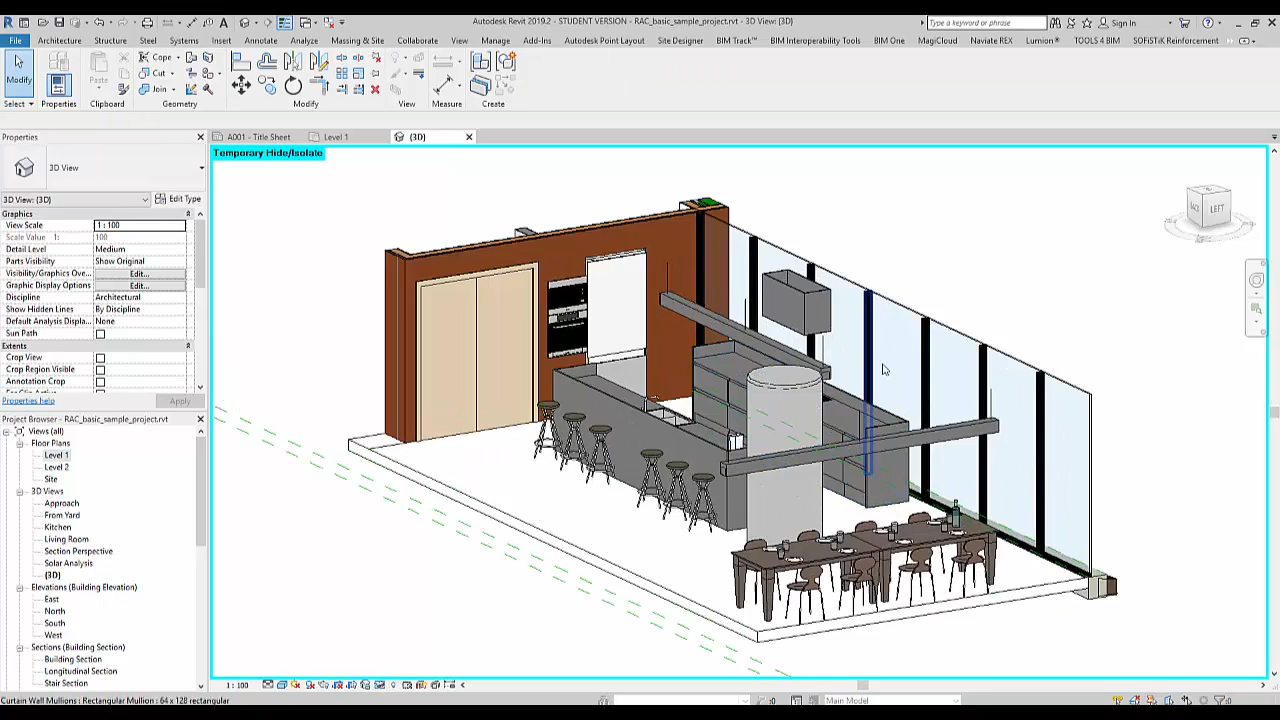 Autodesk Revit 2019.2 - STUDENT VERSION - RAC_basic_sample_project.rvt - 3D View: {3D}
Type a keyword or phrase
Sign In
File Architecture Structure Steel Systems Insert Annotate Analyze Massing & Site Collaborate View Manage Add-Ins Autodesk Point Layout Site Designer BIM Track™ BIM Interoperability Tools BIM One MagiCloud Naviate REX Lumion® TOOLS 4 BIM SOFiSTiK Reinforcement
Modify Paste Cope Cut Join
Select Properties Clipboard Geometry Modify View Measure Create
Properties
A001 - Title Sheet Level 1 {3D}
Temporary Hide/Isolate
3D View
3D View: {3D} Edit Type
Graphics
View Scale 1 : 100
Scale Value 1: 100
Detail Level Medium
Parts Visibility Show Original
Visibility/Graphics Ove... Edit...
Graphic Display Options Edit...
Discipline Architectural
Show Hidden Lines By Discipline
Default Analysis Displa... None
Sun Path
Extents
Crop View
Crop Region Visible
Annotation Crop
Properties help Apply
Project Browser - RAC_basic_sample_project.rvt
Views (all)
Floor Plans
Level 1
Level 2
Site
3D Views
Approach
From Yard
Kitchen
Living Room
Section Perspective
Solar Analysis
{3D}
Elevations (Building Elevation)
East
North
South
West
Sections (Building Section)
Building Section
Longitudinal Section
Stair Section
BACK LEFT
1 : 100
Curtain Wall Mullions : Rectangular Mullion : 64 x 128 rectangular
:0 Main Model :0